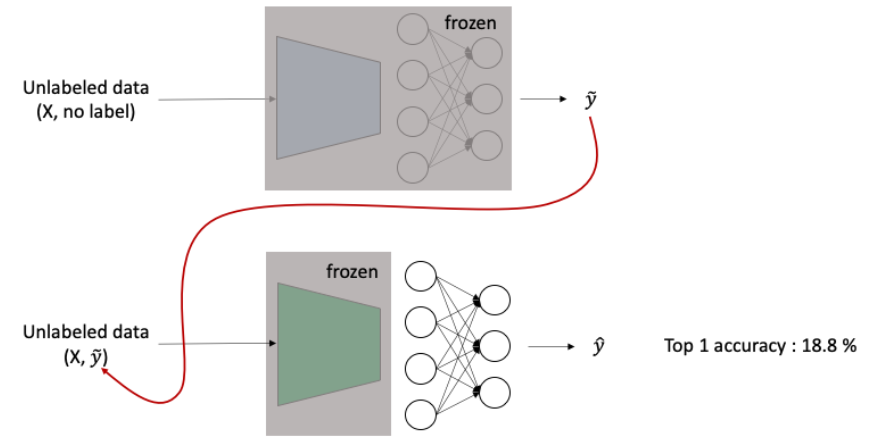 frozen
Unlabeled data
(X, no label)
ỹ
frozen
Unlabeled data
(X, ỹ)
ŷ
Top 1 accuracy : 18.8 %